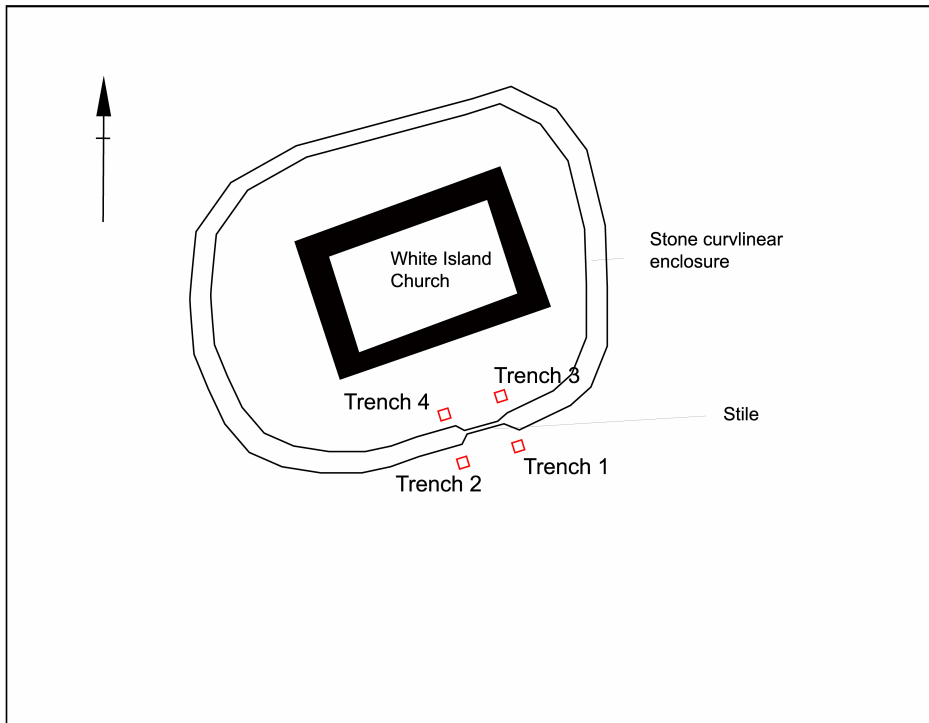 White Island
Church
Stone curvlinear
enclosure
Trench 3
Trench 4
Stile
Trench 1
Trench 2